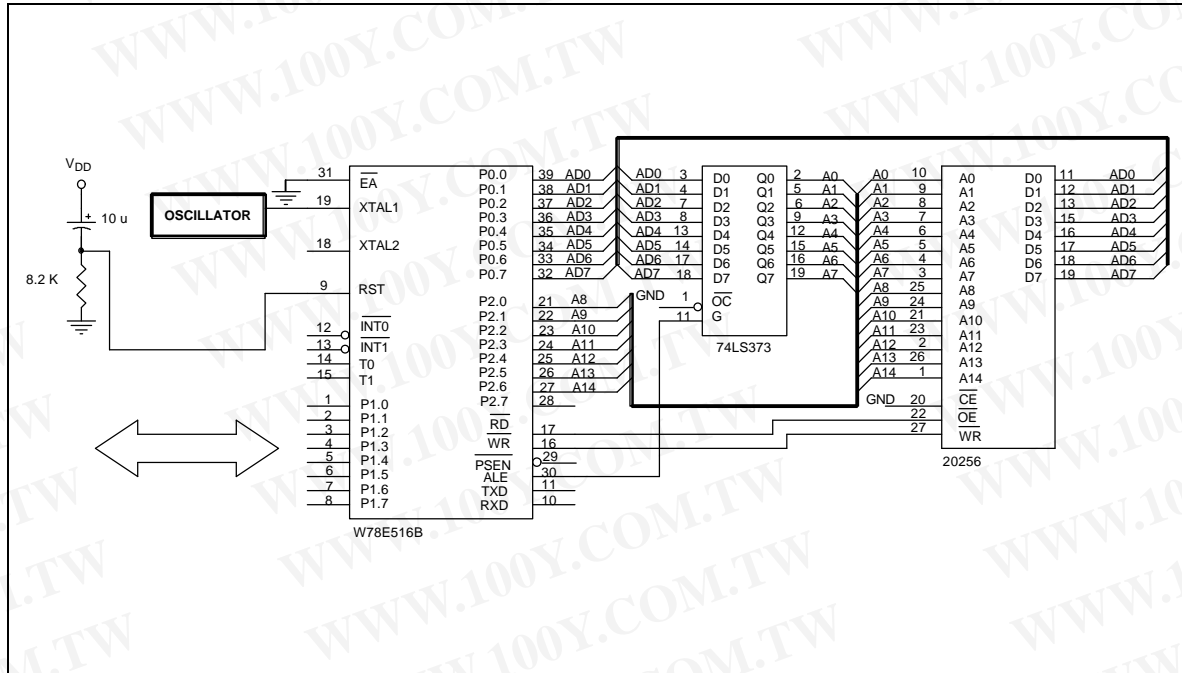 VDD
10 u
8.2 K
OSCILLATOR
31 EA
19 XTAL1
18 XTAL2
9 RST
12 INT0
13 INT1
14 T0
15 T1
1 P1.0
2 P1.1
3 P1.2
4 P1.3
5 P1.4
6 P1.5
7 P1.6
8 P1.7
P0.0 39 AD0
P0.1 38 AD1
P0.2 37 AD2
P0.3 36 AD3
P0.4 35 AD4
P0.5 34 AD5
P0.6 33 AD6
P0.7 32 AD7
P2.0 21 A8
P2.1 22 A9
P2.2 23 A10
P2.3 24 A11
P2.4 25 A12
P2.5 26 A13
P2.6 27 A14
P2.7 28
RD 17
WR 16
PSEN 29
ALE 30
TXD 11
RXD 10
W78E516B
AD0 3 D0 Q0 2 A0
AD1 4 D1 Q1 5 A1
AD2 7 D2 Q2 6 A2
AD3 8 D3 Q3 9 A3
AD4 13 D4 Q4 12 A4
AD5 14 D5 Q5 15 A5
AD6 17 D6 Q6 16 A6
AD7 18 D7 Q7 19 A7
GND 1 OC
11 G
74LS373
A0 10 A0
A1 9 A1
A2 8 A2
A3 7 A3
A4 6 A4
A5 5 A5
A6 4 A6
A7 3 A7
A8 25 A8
A9 24 A9
A10 21 A10
A11 23 A11
A12 2 A12
A13 26 A13
A14 1 A14
GND 20 CE
22 OE
27 WR
D0 11 AD0
D1 12 AD1
D2 13 AD2
D3 15 AD3
D4 16 AD4
D5 17 AD5
D6 18 AD6
D7 19 AD7
20256
WWW.100Y.COM.TW